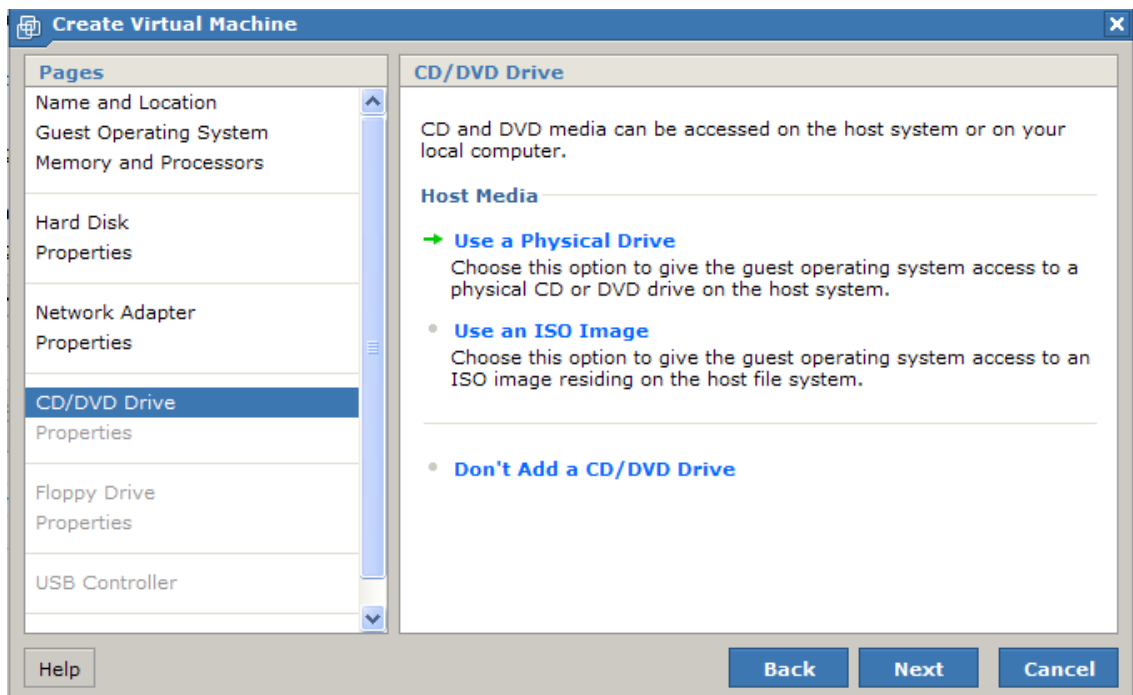 Create Virtual Machine
Pages
Name and Location
Guest Operating System
Memory and Processors
Hard Disk
Properties
Network Adapter
Properties
CD/DVD Drive
Properties
Floppy Drive
Properties
USB Controller
CD/DVD Drive
CD and DVD media can be accessed on the host system or on your
local computer.
Host Media
Use a Physical Drive
Choose this option to give the guest operating system access to a
physical CD or DVD drive on the host system.
Use an ISO Image
Choose this option to give the guest operating system access to an
ISO image residing on the host file system.
Don't Add a CD/DVD Drive
Help
Back
Next
Cancel